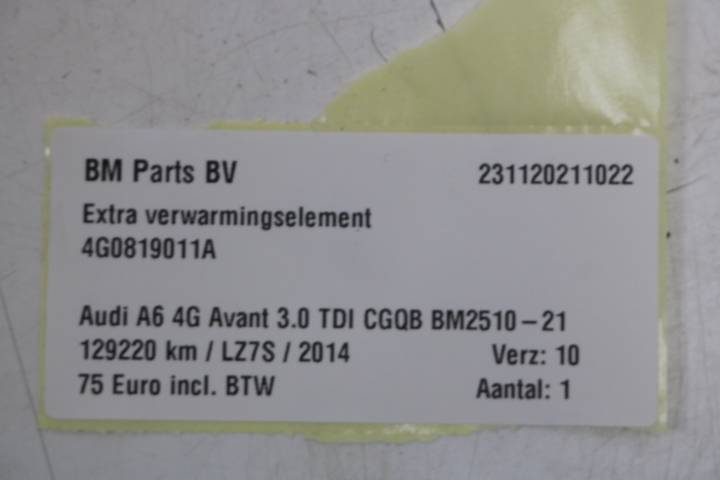 BM Parts BV 231120211022
Extra verwarmingselement
4G0819011A
Audi A6 4G Avant 3.0 TDI CGQB BM2510-21
129220 km / LZ7S / 2014 Verz: 10
75 Euro incl. BTW Aantal: 1